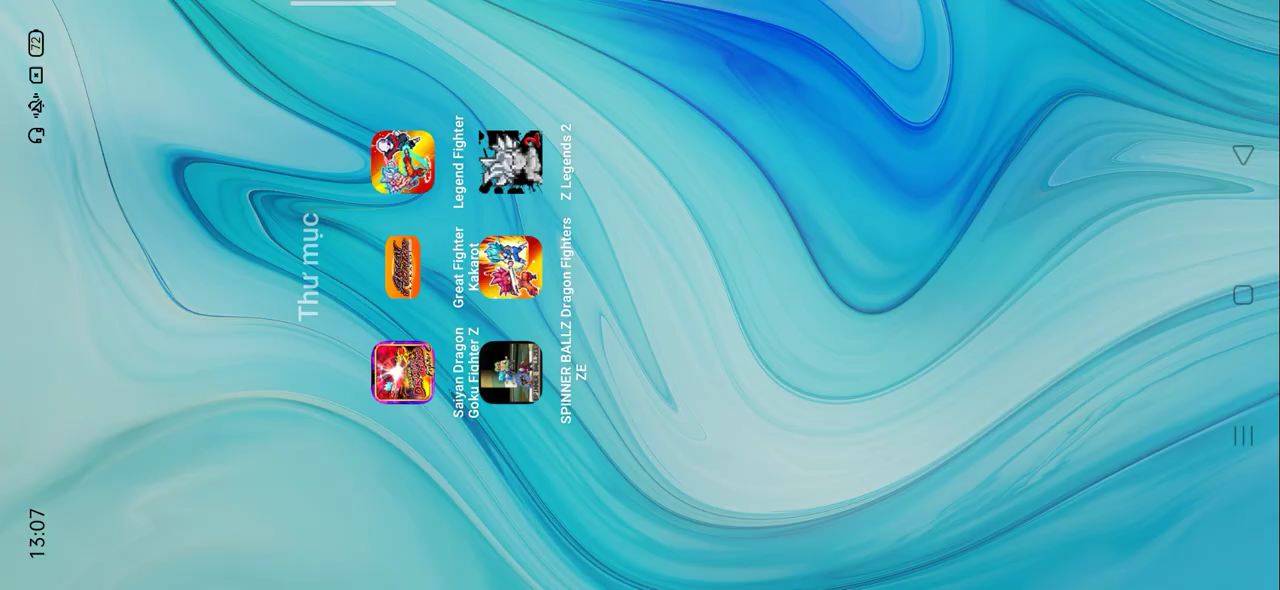 13:07
72
Thư mục
Saiyan Dragon
Goku Fighter Z
Great Fighter
Kakarot
Legend Fighter
SPINNER BALLZ
ZE
Dragon Fighters
Z Legends 2